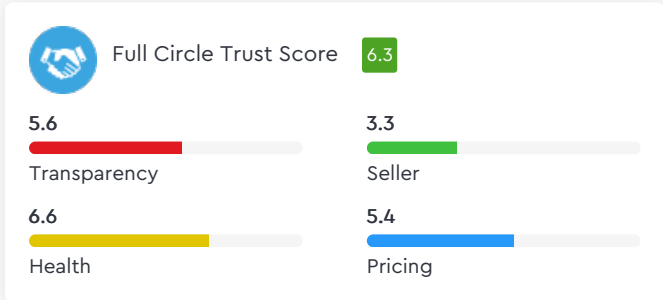 Full Circle Trust Score 6.3
5.6
Transparency
3.3
Seller
6.6
Health
5.4
Pricing